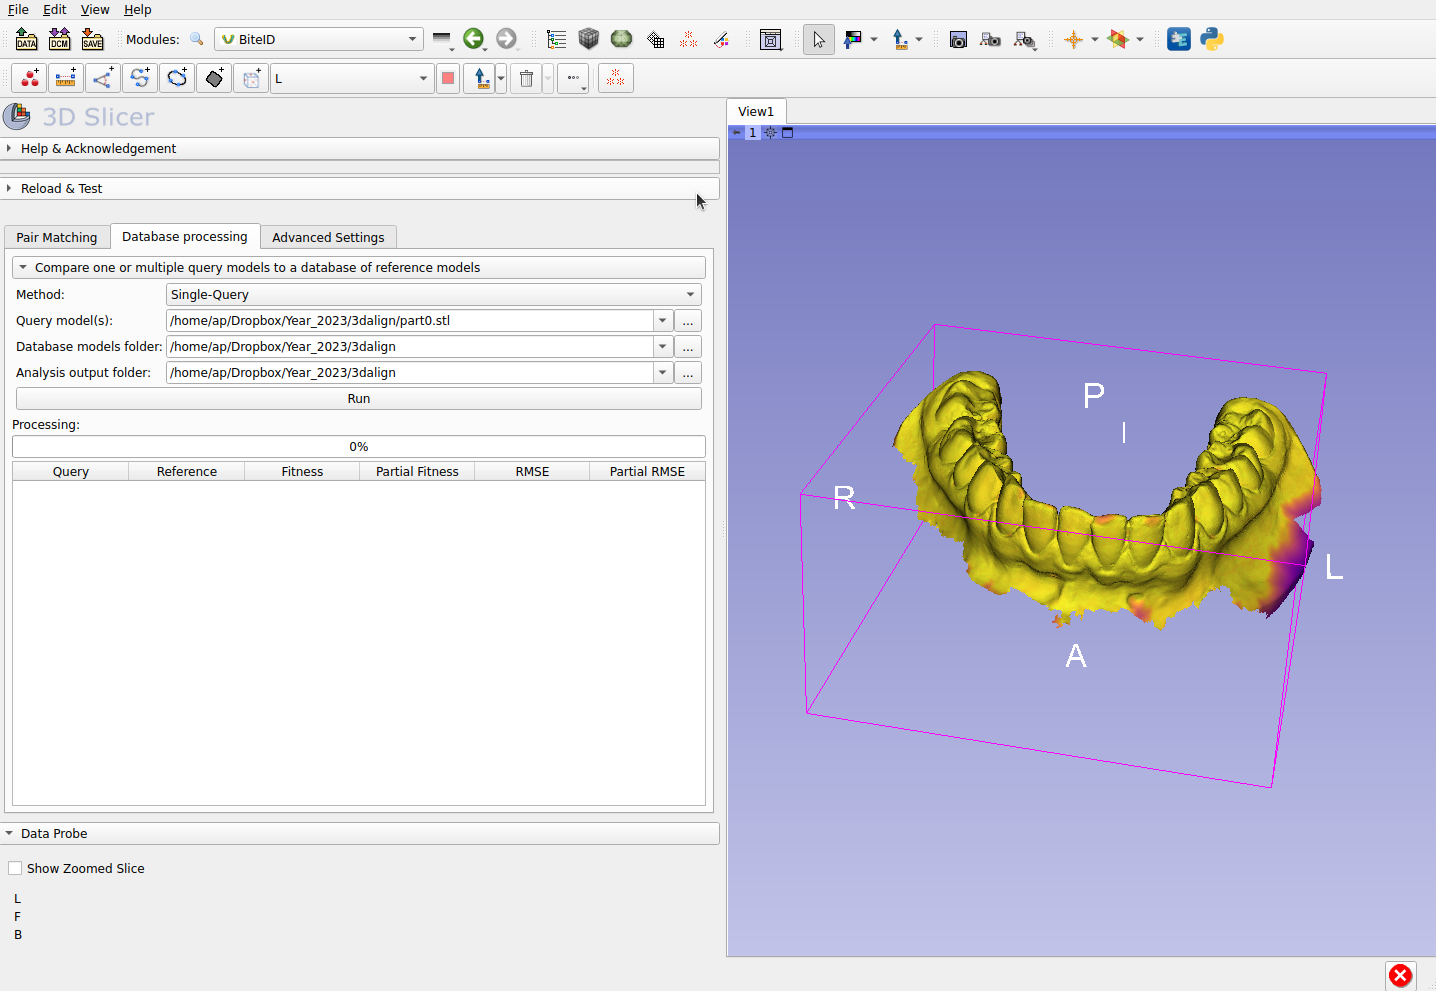 File Edit View Help
DATA DCM SAVE Modules: BiteID
L
3D Slicer
Help & Acknowledgement
Reload & Test
Pair Matching Database processing Advanced Settings
Compare one or multiple query models to a database of reference models
Method: Single-Query
Query model(s): /home/ap/Dropbox/Year_2023/3dalign/part0.stl ...
Database models folder: /home/ap/Dropbox/Year_2023/3dalign ...
Analysis output folder: /home/ap/Dropbox/Year_2023/3dalign ...
Run
Processing:
0%
Query Reference Fitness Partial Fitness RMSE Partial RMSE
Data Probe
Show Zoomed Slice
L
F
B
View1
1
P
I
R
L
A